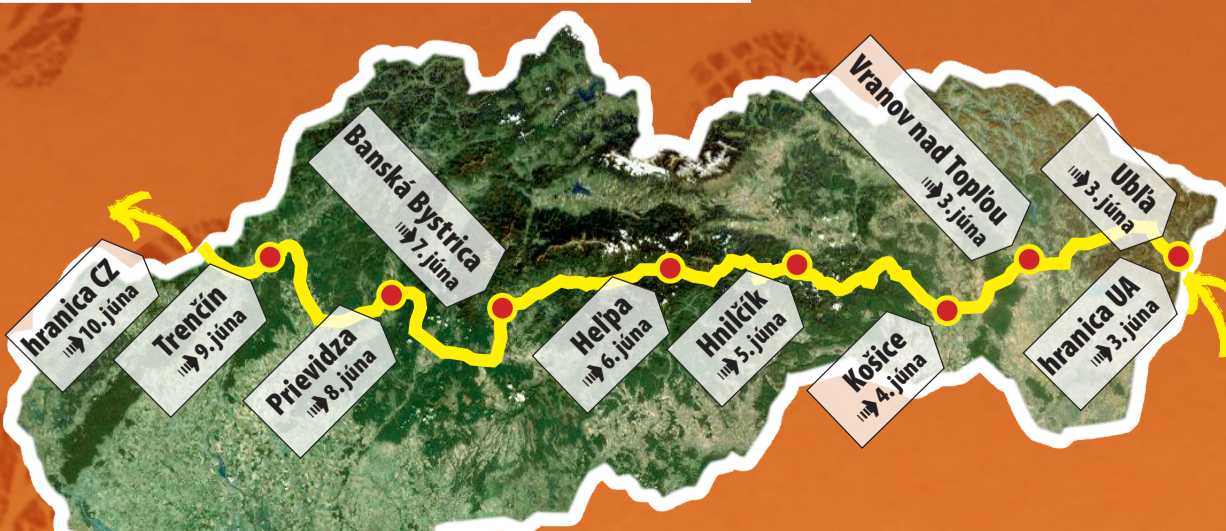 hranica CZ
10. júna
Trenčín
9. júna
Prievidza
8. júna
Banská Bystrica
7. júna
Heľpa
6. júna
Hnilčík
5. júna
Košice
4. júna
Vranov nad Topľou
3. júna
Ubľa
3. júna
hranica UA
3. júna